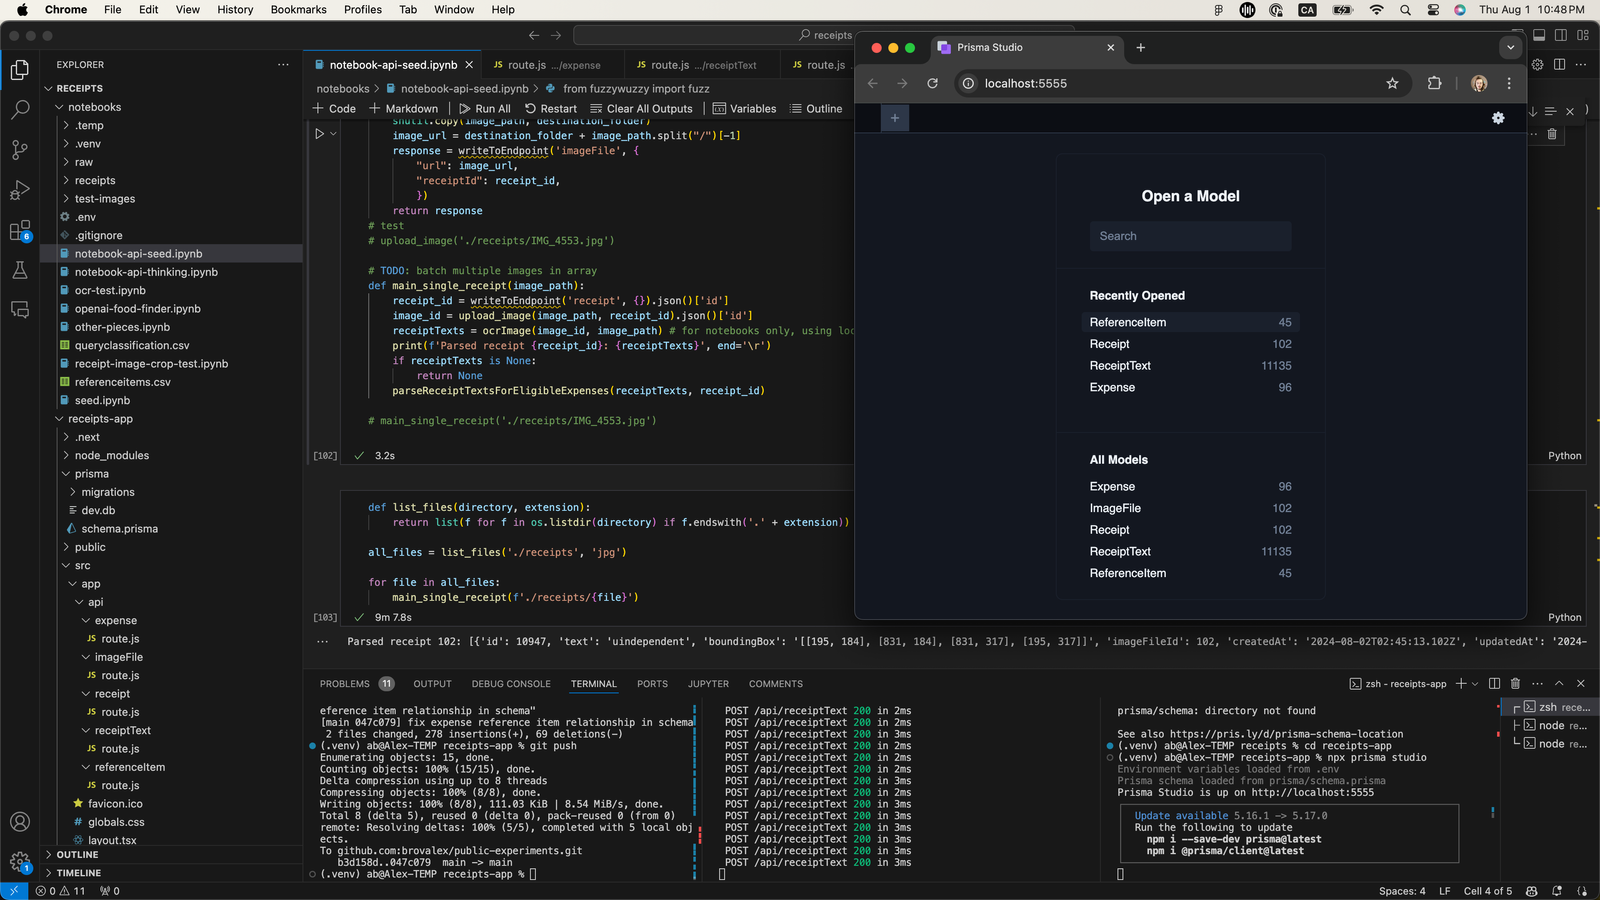 Chrome File Edit View History Bookmarks Profiles Tab Window Help
CA
Thu Aug 1 10:48 PM
receipts
EXPLORER
RECEIPTS
notebooks
.temp
.venv
raw
receipts
test-images
.env
.gitignore
notebook-api-seed.ipynb
notebook-api-thinking.ipynb
ocr-test.ipynb
openai-food-finder.ipynb
other-pieces.ipynb
queryclassification.csv
receipt-image-crop-test.ipynb
referenceitems.csv
seed.ipynb
receipts-app
.next
node_modules
prisma
migrations
dev.db
schema.prisma
public
src
app
api
expense
JS route.js
imageFile
JS route.js
receipt
JS route.js
receiptText
JS route.js
referenceItem
JS route.js
favicon.ico
# globals.css
layout.tsx
OUTLINE
TIMELINE
6
1
notebook-api-seed.ipynb
JS route.js .../expense
JS route.js .../receiptText
JS route.js
notebooks > notebook-api-seed.ipynb > from fuzzywuzzy import fuzz
+ Code + Markdown Run All Restart Clear All Outputs Variables Outline
shutil.copy(image_path, destination_folder)
image_url = destination_folder + image_path.split("/")[-1]
response = writeToEndpoint('imageFile', {
"url": image_url,
"receiptId": receipt_id,
})
return response
# test
# upload_image('./receipts/IMG_4553.jpg')
# TODO: batch multiple images in array
def main_single_receipt(image_path):
receipt_id = writeToEndpoint('receipt', {}).json()['id']
image_id = upload_image(image_path, receipt_id).json()['id']
receiptTexts = ocrImage(image_id, image_path) # for notebooks only, using loc
print(f'Parsed receipt {receipt_id}: {receiptTexts}', end='\r')
if receiptTexts is None:
return None
parseReceiptTextsForEligibleExpenses(receiptTexts, receipt_id)
# main_single_receipt('./receipts/IMG_4553.jpg')
[102] 3.2s
Python
def list_files(directory, extension):
return list(f for f in os.listdir(directory) if f.endswith('.' + extension))
all_files = list_files('./receipts', 'jpg')
for file in all_files:
main_single_receipt(f'./receipts/{file}')
[103] 9m 7.8s
Python
... Parsed receipt 102: [{'id': 10947, 'text': 'uindependent', 'boundingBox': '[[195, 184], [831, 184], [831, 317], [195, 317]]', 'imageFileId': 102, 'createdAt': '2024-08-02T02:45:13.102Z', 'updatedAt': '2024-
Prisma Studio
localhost:5555
Open a Model
Search
Recently Opened
ReferenceItem 45
Receipt 102
ReceiptText 11135
Expense 96
All Models
Expense 96
ImageFile 102
Receipt 102
ReceiptText 11135
ReferenceItem 45
PROBLEMS 11 OUTPUT DEBUG CONSOLE TERMINAL PORTS JUPYTER COMMENTS
zsh - receipts-app
eference item relationship in schema"
[main 047c079] fix expense reference item relationship in schema
2 files changed, 278 insertions(+), 69 deletions(-)
(.venv) ab@Alex-TEMP receipts-app % git push
Enumerating objects: 15, done.
Counting objects: 100% (15/15), done.
Delta compression using up to 8 threads
Compressing objects: 100% (8/8), done.
Writing objects: 100% (8/8), 111.03 KiB | 8.54 MiB/s, done.
Total 8 (delta 5), reused 0 (delta 0), pack-reused 0 (from 0)
remote: Resolving deltas: 100% (5/5), completed with 5 local obj
ects.
To github.com:brovalex/public-experiments.git
b3d158d..047c079 main -> main
(.venv) ab@Alex-TEMP receipts-app %
POST /api/receiptText 200 in 2ms
POST /api/receiptText 200 in 2ms
POST /api/receiptText 200 in 3ms
POST /api/receiptText 200 in 2ms
POST /api/receiptText 200 in 3ms
POST /api/receiptText 200 in 2ms
POST /api/receiptText 200 in 2ms
POST /api/receiptText 200 in 2ms
POST /api/receiptText 200 in 3ms
POST /api/receiptText 200 in 3ms
POST /api/receiptText 200 in 3ms
POST /api/receiptText 200 in 3ms
POST /api/receiptText 200 in 3ms
POST /api/receiptText 200 in 3ms
prisma/schema: directory not found
See also https://pris.ly/d/prisma-schema-location
(.venv) ab@Alex-TEMP receipts % cd receipts-app
(.venv) ab@Alex-TEMP receipts-app % npx prisma studio
Environment variables loaded from .env
Prisma schema loaded from prisma/schema.prisma
Prisma Studio is up on http://localhost:5555
Update available 5.16.1 -> 5.17.0
Run the following to update
npm i --save-dev prisma@latest
npm i @prisma/client@latest
zsh rece...
node re...
node re...
0 11 0
Spaces: 4 LF Cell 4 of 5